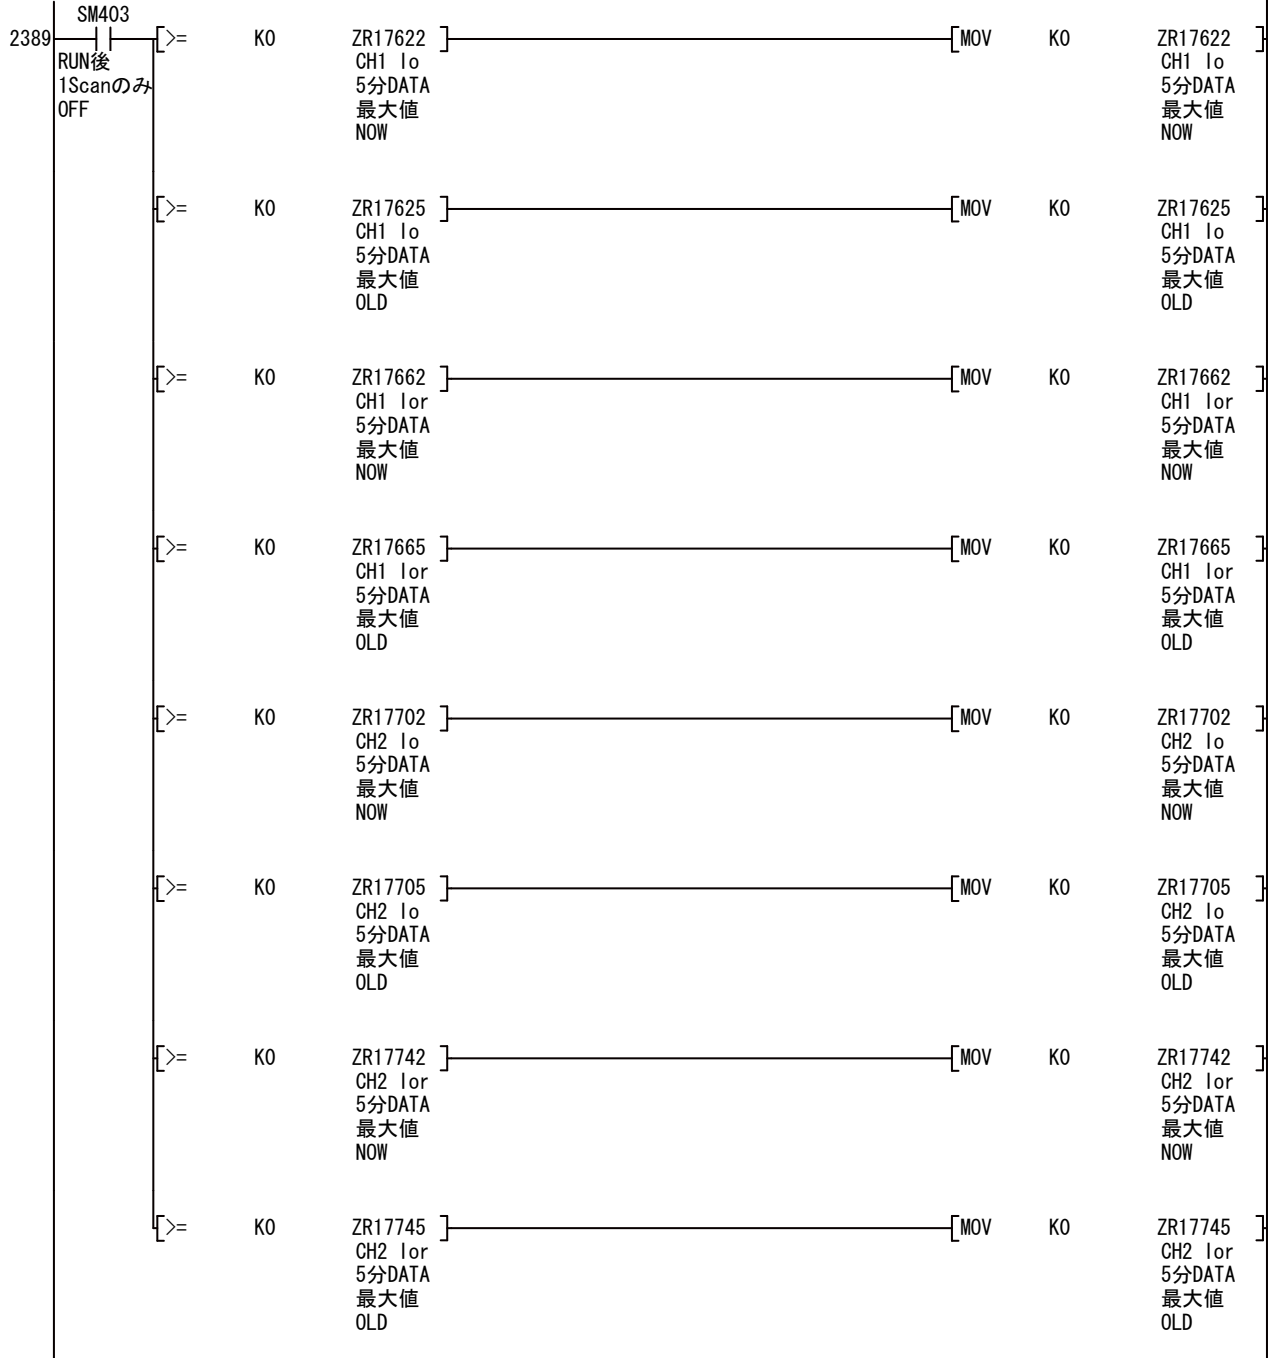 SM403
2389 [>= K0 ZR17622 ] [MOV K0 ZR17622 ]
RUN後 CH1 Io CH1 Io
1Scanのみ 5分DATA 5分DATA
OFF 最大値 最大値
NOW NOW
[>= K0 ZR17625 ] [MOV K0 ZR17625 ]
CH1 Io CH1 Io
5分DATA 5分DATA
最大値 最大値
OLD OLD
[>= K0 ZR17662 ] [MOV K0 ZR17662 ]
CH1 Ior CH1 Ior
5分DATA 5分DATA
最大値 最大値
NOW NOW
[>= K0 ZR17665 ] [MOV K0 ZR17665 ]
CH1 Ior CH1 Ior
5分DATA 5分DATA
最大値 最大値
OLD OLD
[>= K0 ZR17702 ] [MOV K0 ZR17702 ]
CH2 Io CH2 Io
5分DATA 5分DATA
最大値 最大値
NOW NOW
[>= K0 ZR17705 ] [MOV K0 ZR17705 ]
CH2 Io CH2 Io
5分DATA 5分DATA
最大値 最大値
OLD OLD
[>= K0 ZR17742 ] [MOV K0 ZR17742 ]
CH2 Ior CH2 Ior
5分DATA 5分DATA
最大値 最大値
NOW NOW
[>= K0 ZR17745 ] [MOV K0 ZR17745 ]
CH2 Ior CH2 Ior
5分DATA 5分DATA
最大値 最大値
OLD OLD